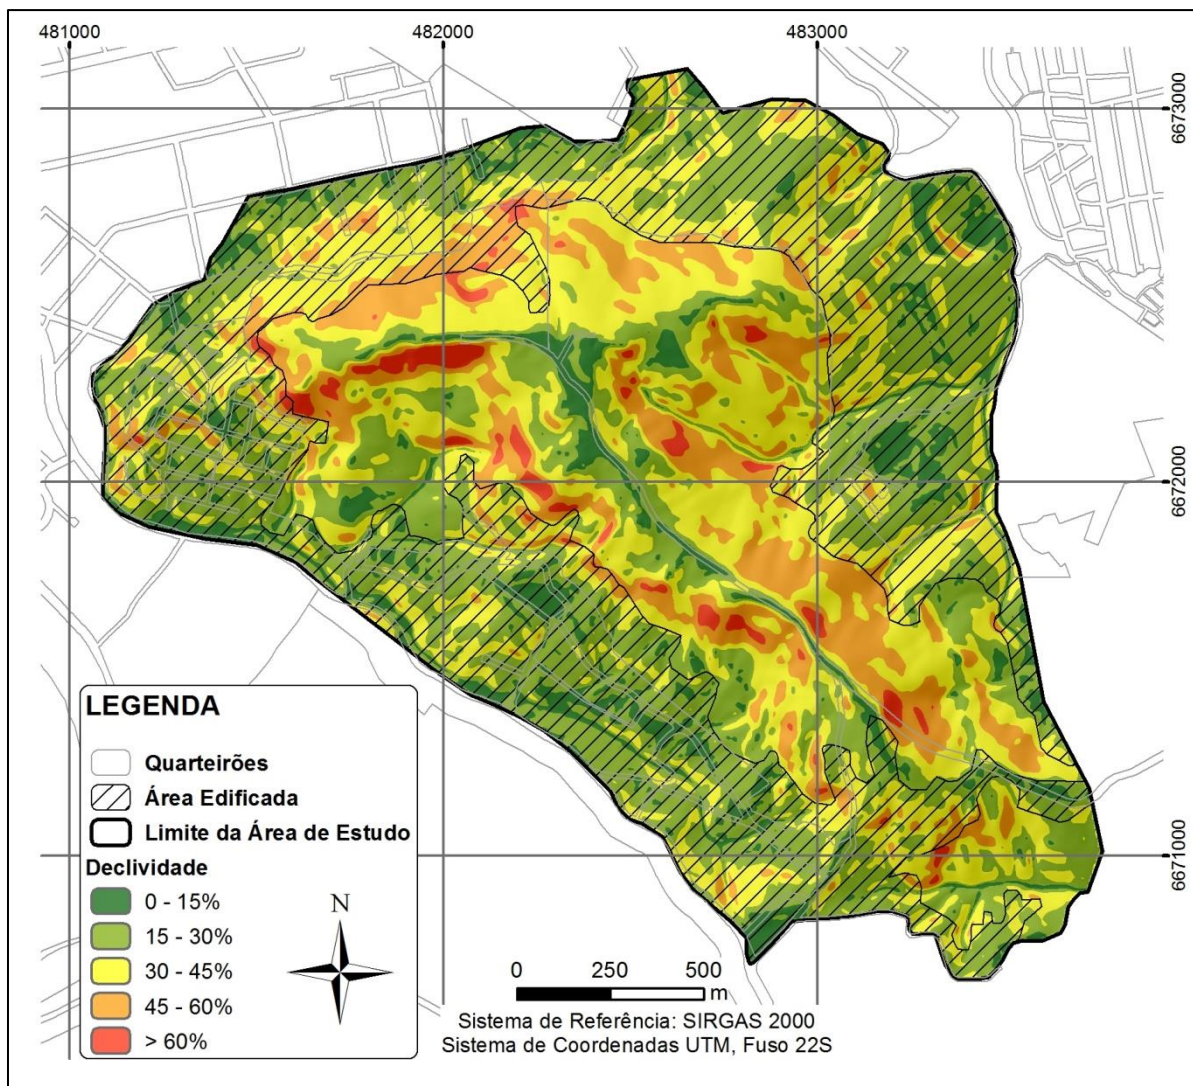 481000 482000 483000
6673000
6672000
6671000
LEGENDA
Quarteirões
Área Edificada
Limite da Área de Estudo
Declividade
0 - 15%
15 - 30%
30 - 45%
45 - 60%
> 60%
N
0 250 500
m
Sistema de Referência: SIRGAS 2000
Sistema de Coordenadas UTM, Fuso 22S